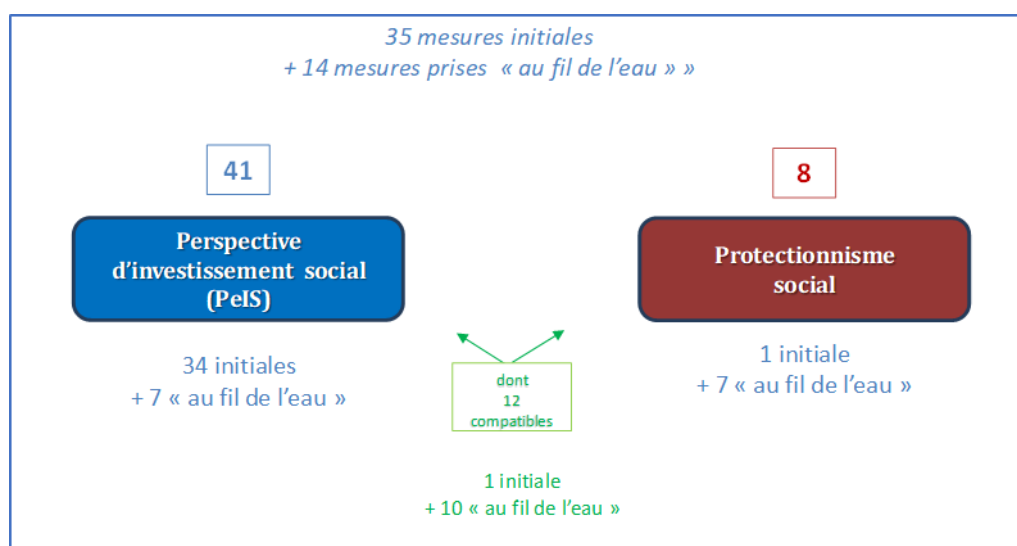 35 mesures initiales
+ 14 mesures prises « au fil de l’eau » »
41
8
Perspective
d’investissement social
(PeIS)
Protectionnisme
social
34 initiales
+ 7 « au fil de l’eau »
1 initiale
+ 7 « au fil de l’eau »
dont
12
compatibles
1 initiale
+ 10 « au fil de l’eau »